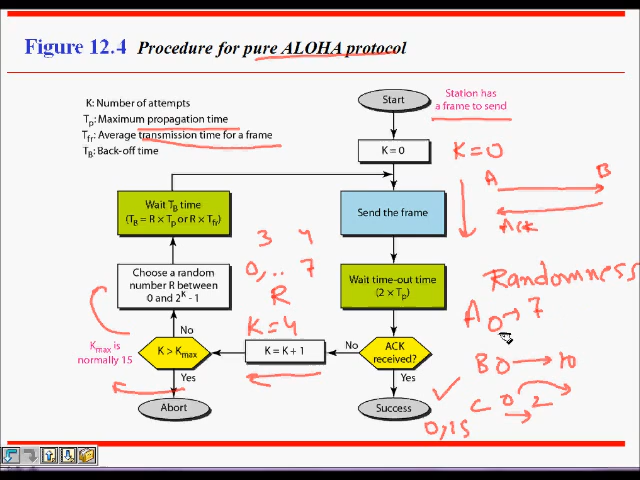 Figure 12.4 Procedure for pure ALOHA protocol
K: Number of attempts
Tp: Maximum propagation time
Tfr: Average transmission time for a frame
TB: Back-off time
Start
Station has
a frame to send
K = 0
K = 0
A
B
Ack
Wait TB time
(TB = R × Tp or R × Tfr)
Send the frame
3 4
0, .. 7
R
K = 4
Choose a random
number R between
0 and 2K - 1
Wait time-out time
(2 × Tp)
Randomness
A 0 → 7
B 0 → 10
C 0 2
0, 15
No
Kmax is
normally 15
K > Kmax
K = K + 1
No
ACK
received?
Yes
Yes
Abort
Success